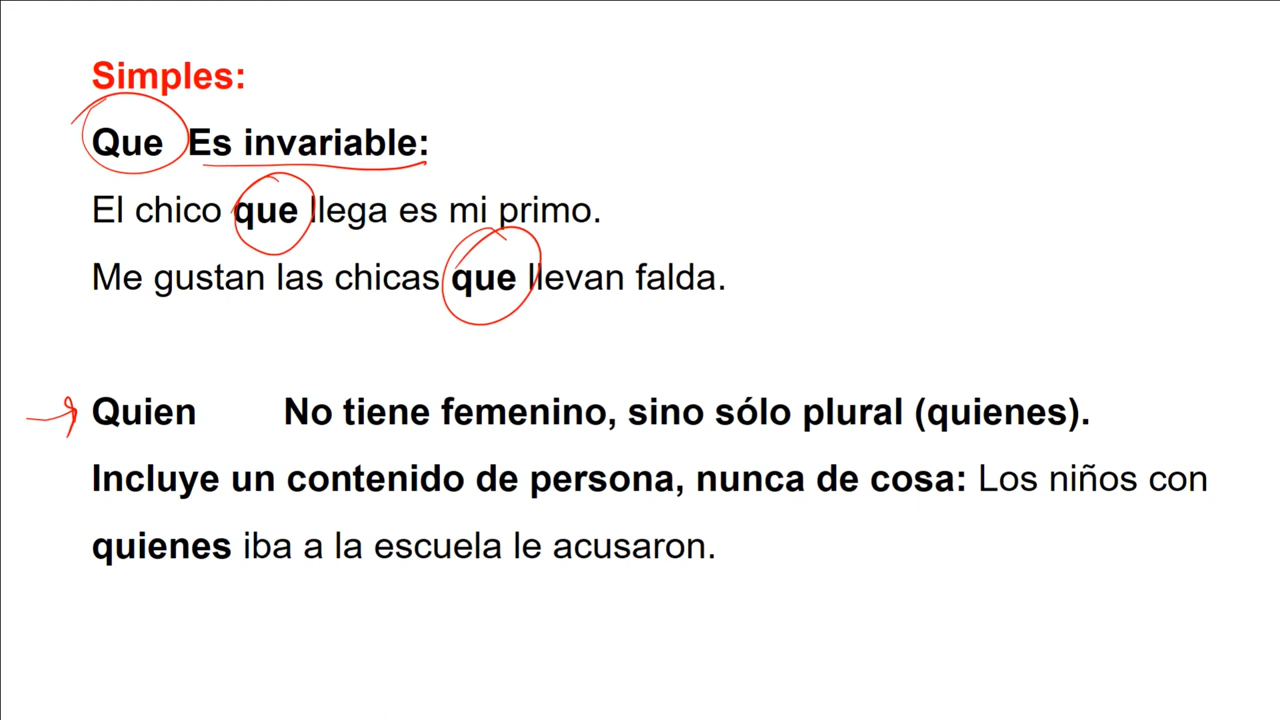 Simples:
Que Es invariable:
El chico que llega es mi primo.
Me gustan las chicas que llevan falda.
Quien No tiene femenino, sino sólo plural (quienes).
Incluye un contenido de persona, nunca de cosa: Los niños con
quienes iba a la escuela le acusaron.